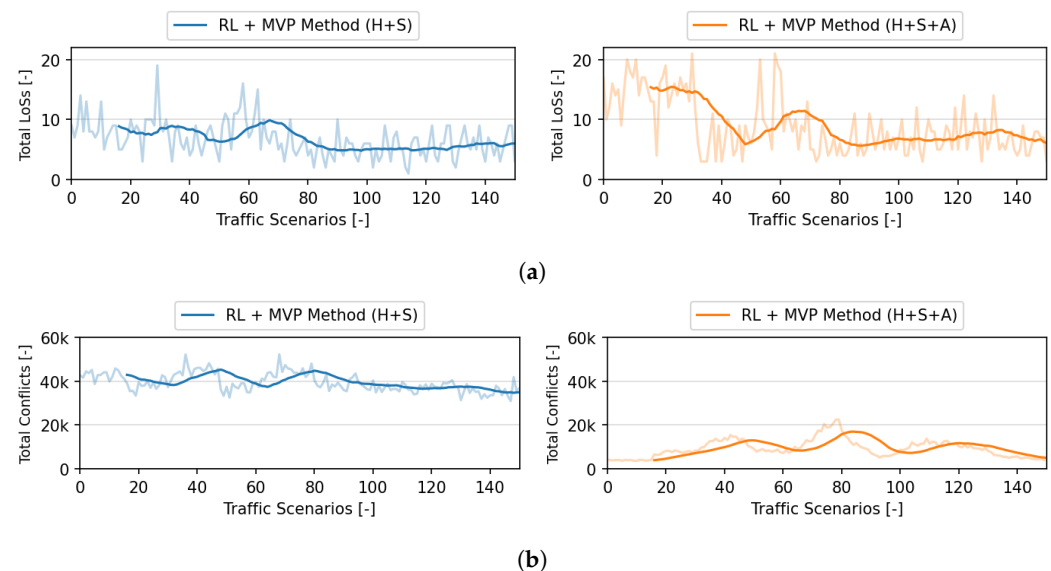 RL + MVP Method (H+S)
RL + MVP Method (H+S+A)
Total LoSs [-]
20
10
0
0 20 40 60 80 100 120 140
Traffic Scenarios [-]
Total LoSs [-]
20
10
0
0 20 40 60 80 100 120 140
Traffic Scenarios [-]
(a)
RL + MVP Method (H+S)
RL + MVP Method (H+S+A)
Total Conflicts [-]
60k
40k
20k
0
0 20 40 60 80 100 120 140
Traffic Scenarios [-]
Total Conflicts [-]
60k
40k
20k
0
0 20 40 60 80 100 120 140
Traffic Scenarios [-]
(b)